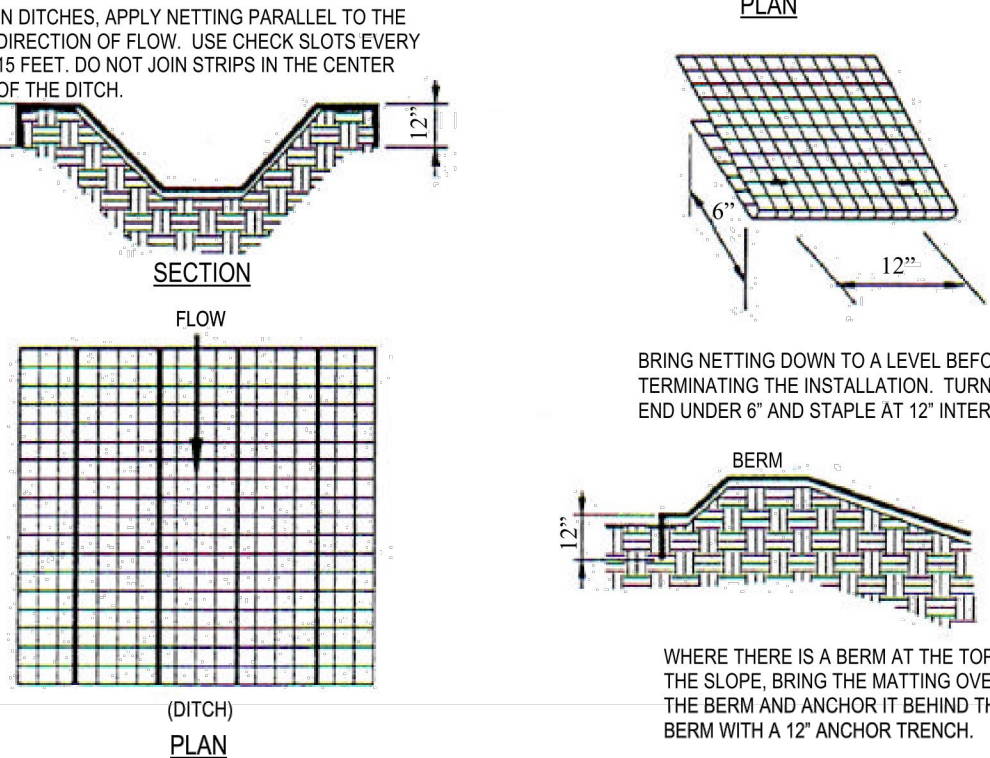 N DITCHES, APPLY NETTING PARALLEL TO THE
DIRECTION OF FLOW. USE CHECK SLOTS EVERY
15 FEET. DO NOT JOIN STRIPS IN THE CENTER
OF THE DITCH.
12”
SECTION
FLOW
(DITCH)
PLAN
PLAN
6”
12”
BRING NETTING DOWN TO A LEVEL BEFO
TERMINATING THE INSTALLATION. TURN
END UNDER 6” AND STAPLE AT 12” INTER
BERM
12”
WHERE THERE IS A BERM AT THE TOP
THE SLOPE, BRING THE MATTING OVE
THE BERM AND ANCHOR IT BEHIND TH
BERM WITH A 12” ANCHOR TRENCH.